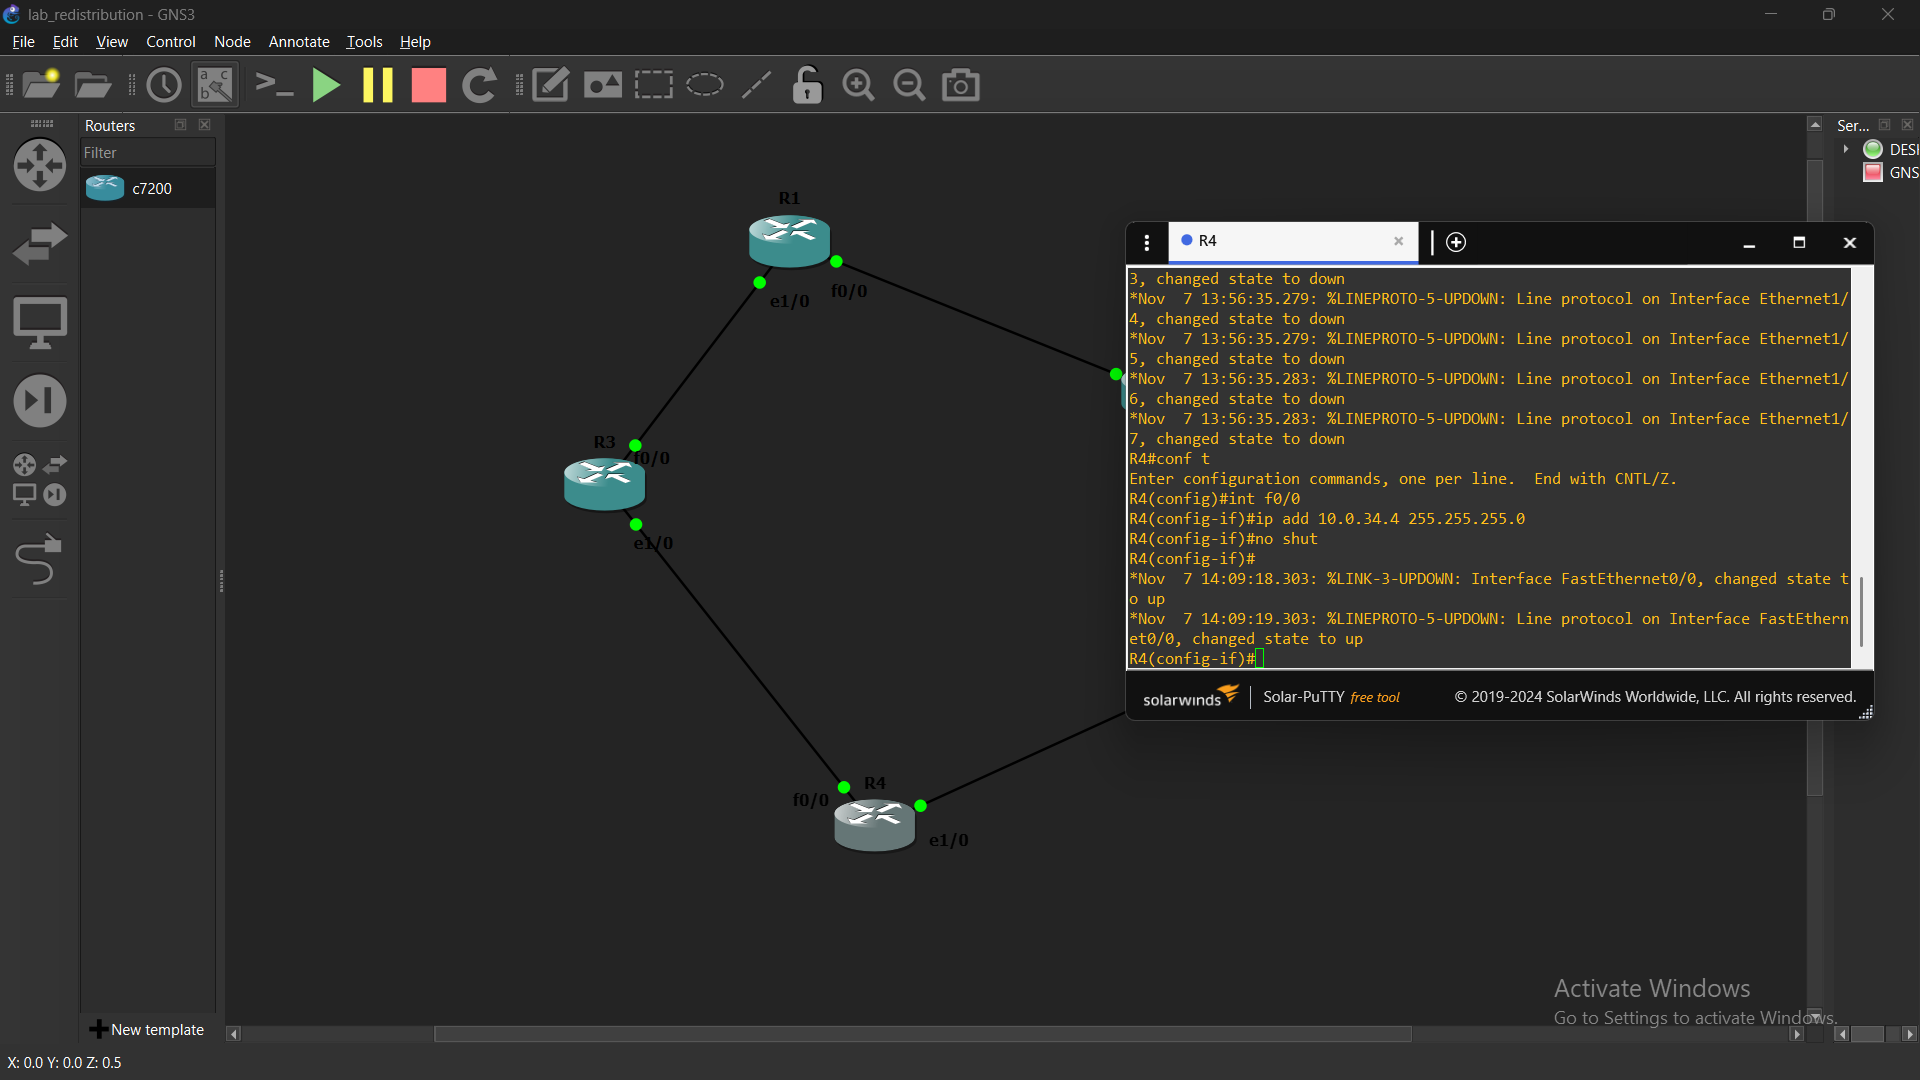 lab_redistribution - GNS3
File Edit View Control Node Annotate Tools Help
Routers
Filter
c7200
New template
X: 0.0 Y: 0.0 Z: 0.5
R1
e1/0
f0/0
R3
f0/0
e1/0
R4
f0/0
e1/0
Ser...
DESI
GNS
R4
3, changed state to down
*Nov  7 13:56:35.279: %LINEPROTO-5-UPDOWN: Line protocol on Interface Ethernet1/
4, changed state to down
*Nov  7 13:56:35.279: %LINEPROTO-5-UPDOWN: Line protocol on Interface Ethernet1/
5, changed state to down
*Nov  7 13:56:35.283: %LINEPROTO-5-UPDOWN: Line protocol on Interface Ethernet1/
6, changed state to down
*Nov  7 13:56:35.283: %LINEPROTO-5-UPDOWN: Line protocol on Interface Ethernet1/
7, changed state to down
R4#conf t
Enter configuration commands, one per line.  End with CNTL/Z.
R4(config)#int f0/0
R4(config-if)#ip add 10.0.34.4 255.255.255.0
R4(config-if)#no shut
R4(config-if)#
*Nov  7 14:09:18.303: %LINK-3-UPDOWN: Interface FastEthernet0/0, changed state t
o up
*Nov  7 14:09:19.303: %LINEPROTO-5-UPDOWN: Line protocol on Interface FastEthern
et0/0, changed state to up
R4(config-if)#
solarwinds
Solar-PuTTY free tool
© 2019-2024 SolarWinds Worldwide, LLC. All rights reserved.
Activate Windows
Go to Settings to activate Windows.